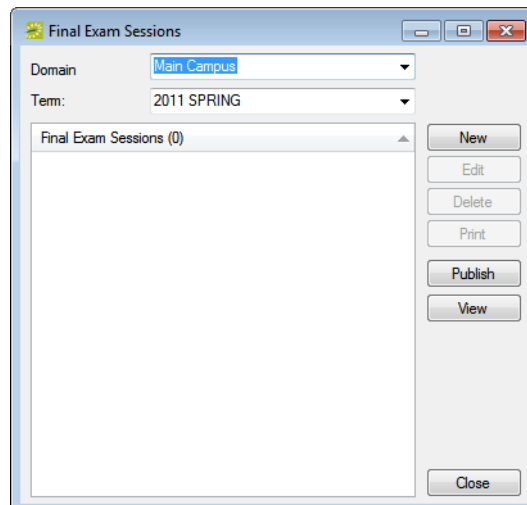 Final Exam Sessions
Domain
Main Campus
Term:
2011 SPRING
Final Exam Sessions (0)
New
Edit
Delete
Print
Publish
View
Close